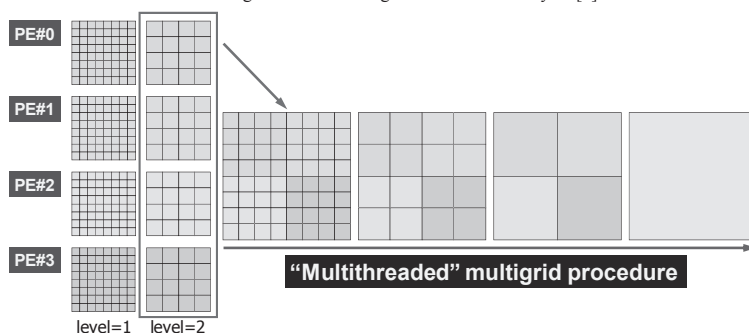 PE#0
PE#1
PE#2
PE#3
level=1
level=2
“Multithreaded” multigrid procedure